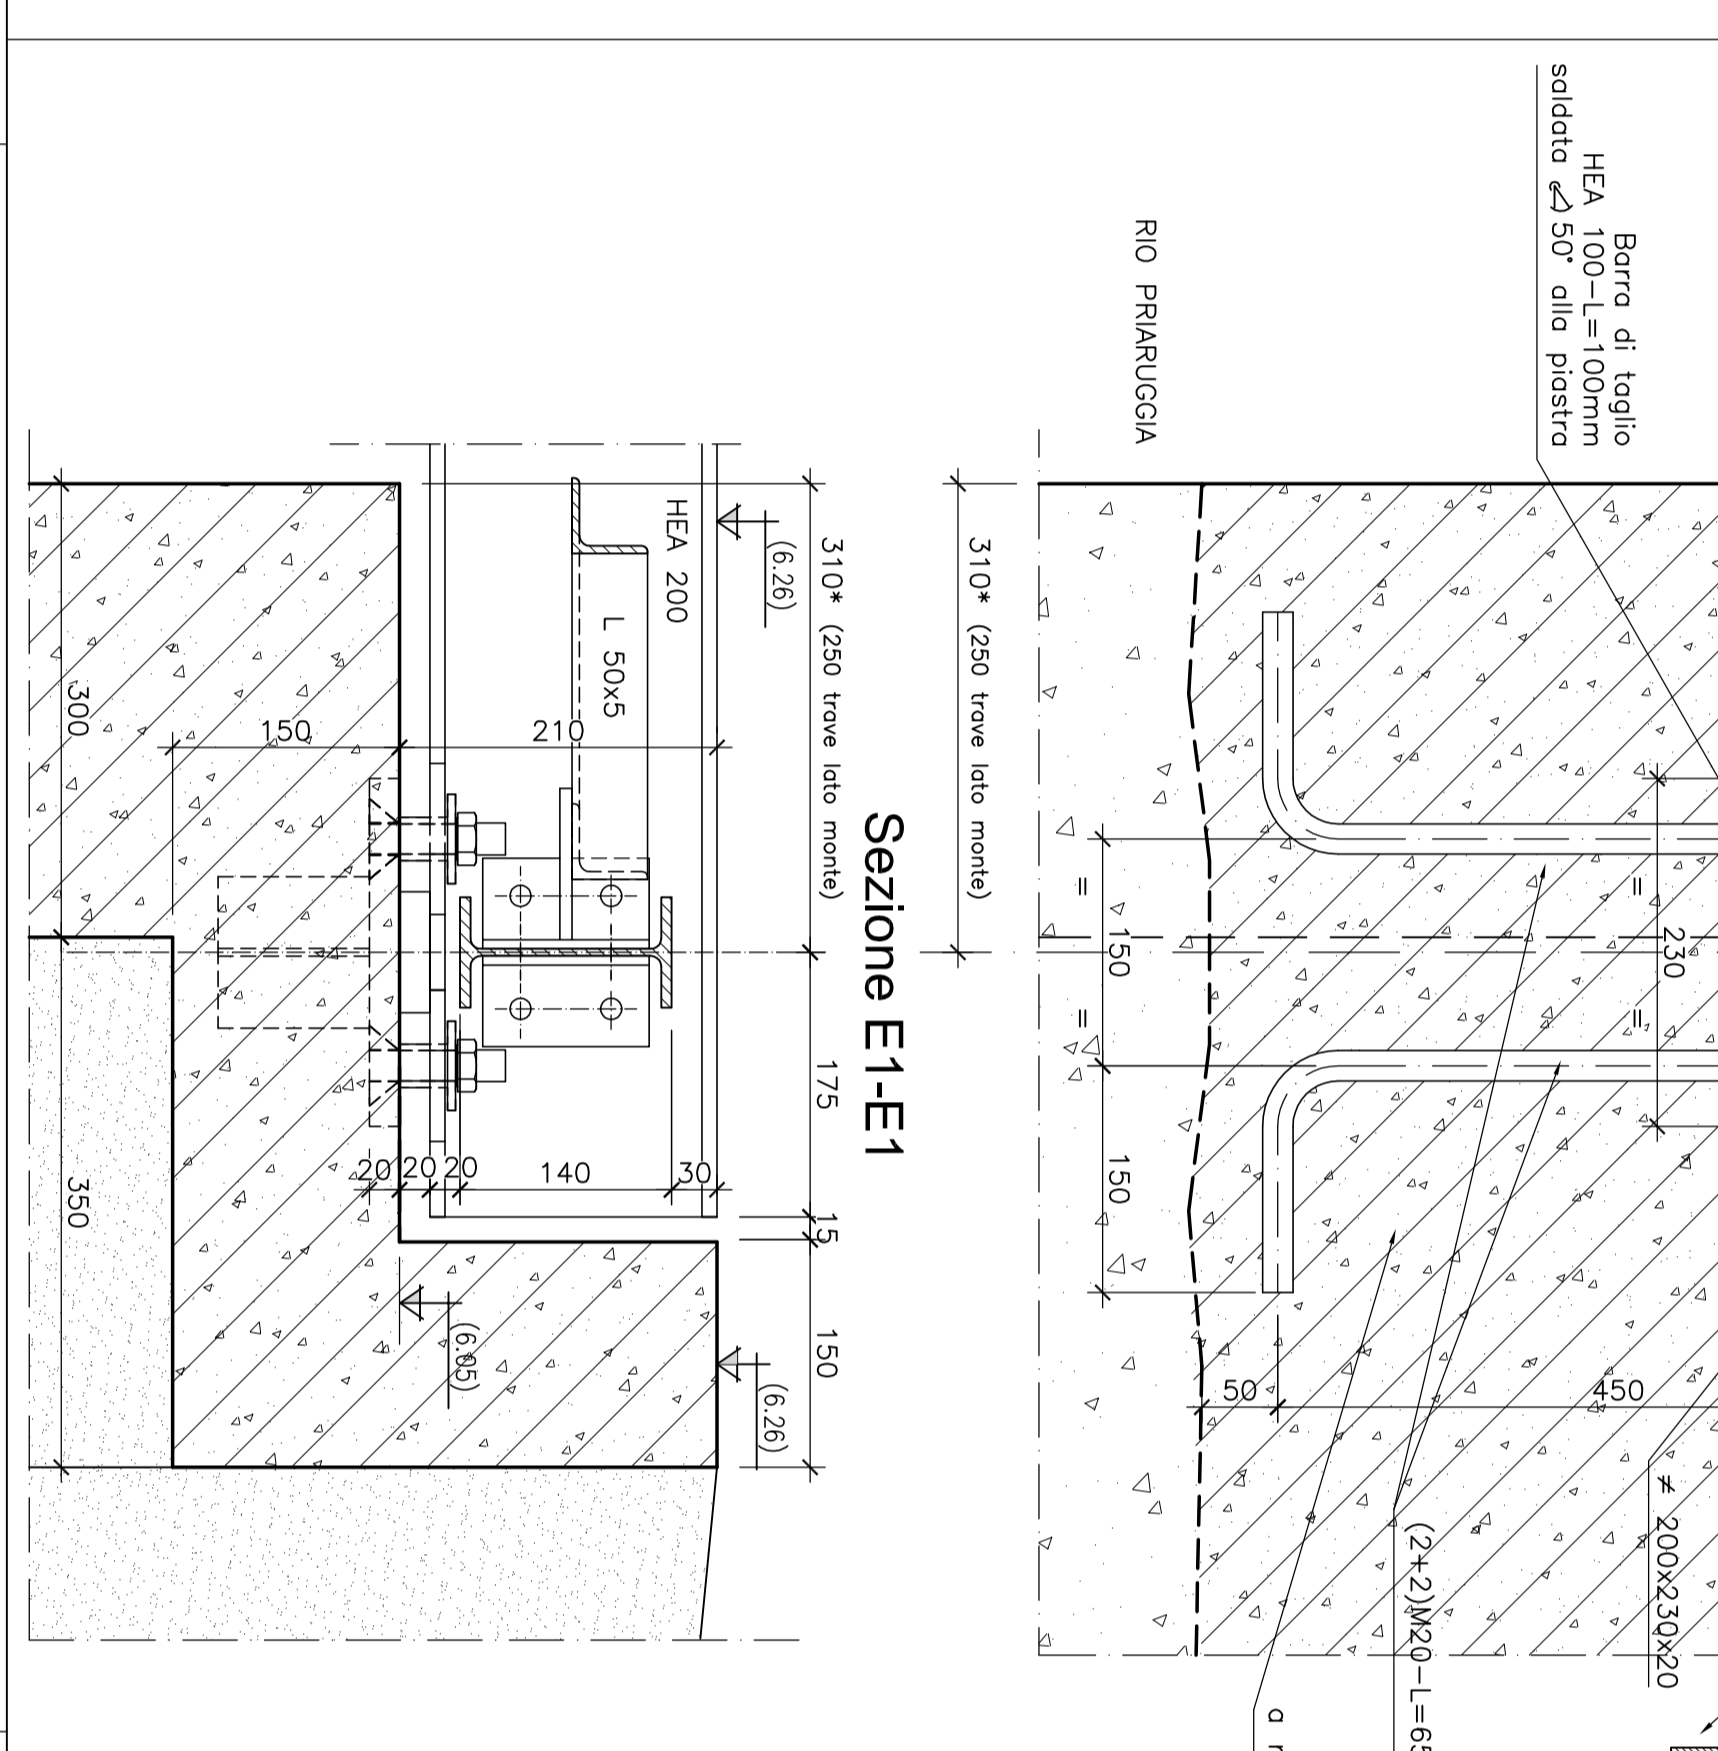 Barra di taglio
HEA 100-L=100mm
saldata 50° alla piastra
RIO PRIARUGGIA
230
=
=
450
50
≠ 200x230x20
(2+2)M20-L=65
a
=
150
=
150
310* (250 trave lato monte)
Sezione E1-E1
310* (250 trave lato monte)
175
15
150
(6.26)
(6.26)
HEA 200
L 50x5
210
150
20
20
20
140
30
(6.05)
300
350